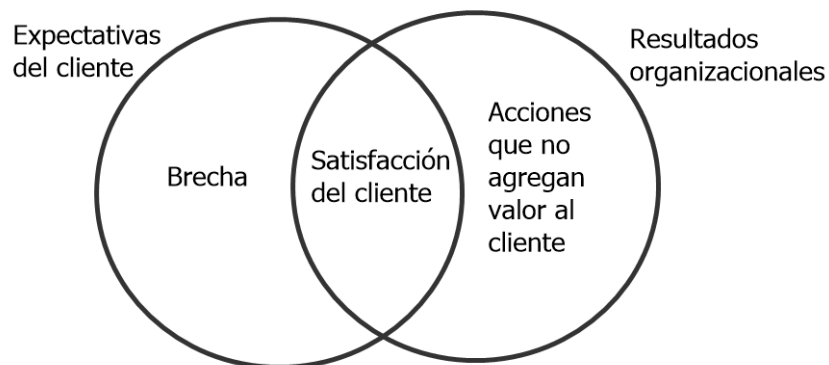 Expectativas
del cliente
Resultados
organizacionales
Brecha
Satisfacción
del cliente
Acciones
que no
agregan
valor al
cliente